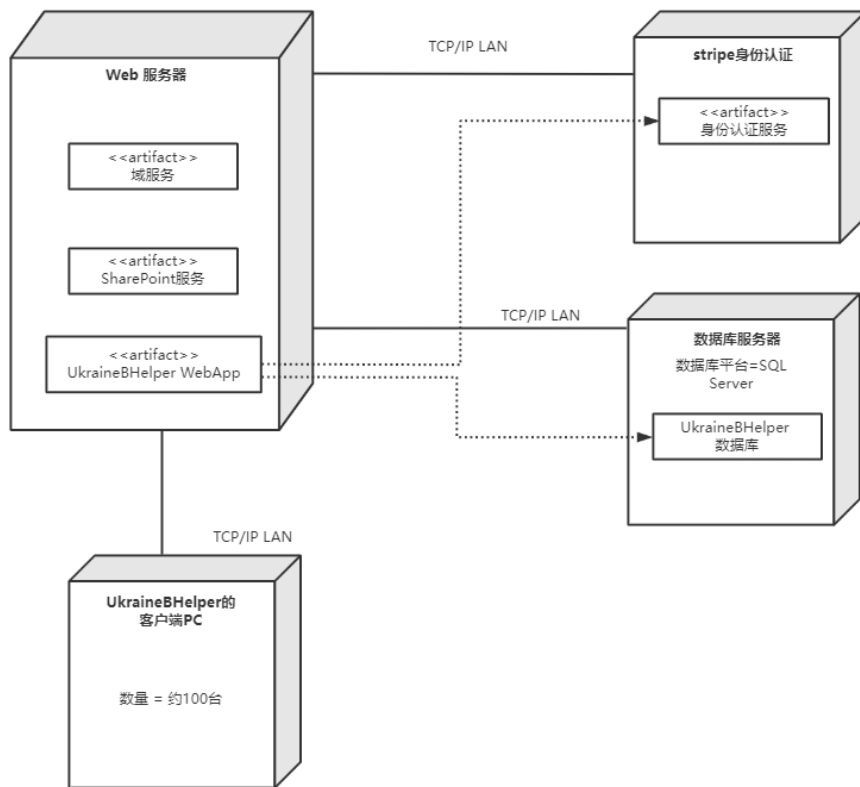 TCP/IP LAN
Web 服务器
stripe身份认证
<<artifact>>
身份认证服务
<<artifact>>
域服务
<<artifact>>
SharePoint服务
TCP/IP LAN
数据库服务器
数据库平台=SQL
Server
<<artifact>>
UkraineBHelper WebApp
UkraineBHelper
数据库
TCP/IP LAN
UkraineBHelper的
客户端PC
数量 = 约100台